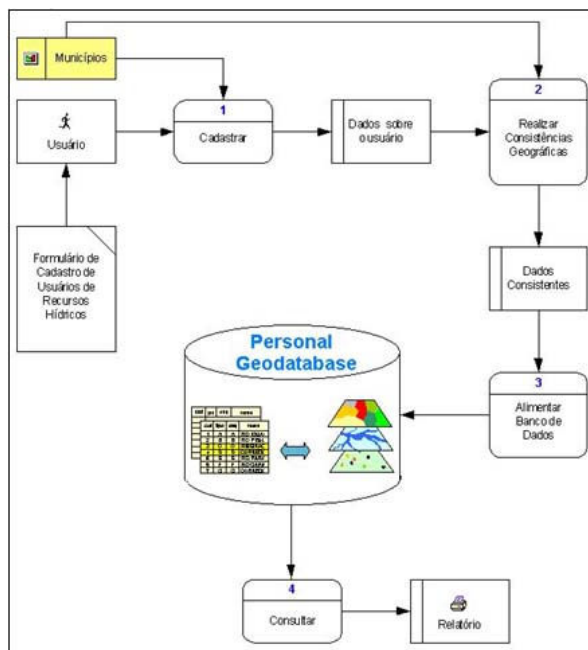 Municípios
1
Cadastrar
Usuário
Dados sobre
o usuário
2
Realizar
Consistências
Geográficas
Formulário de
Cadastro de
Usuários de
Recursos
Hídricos
Dados
Consistentes
3
Alimentar
Banco de
Dados
Personal
Geodatabase
4
Consultar
Relatório